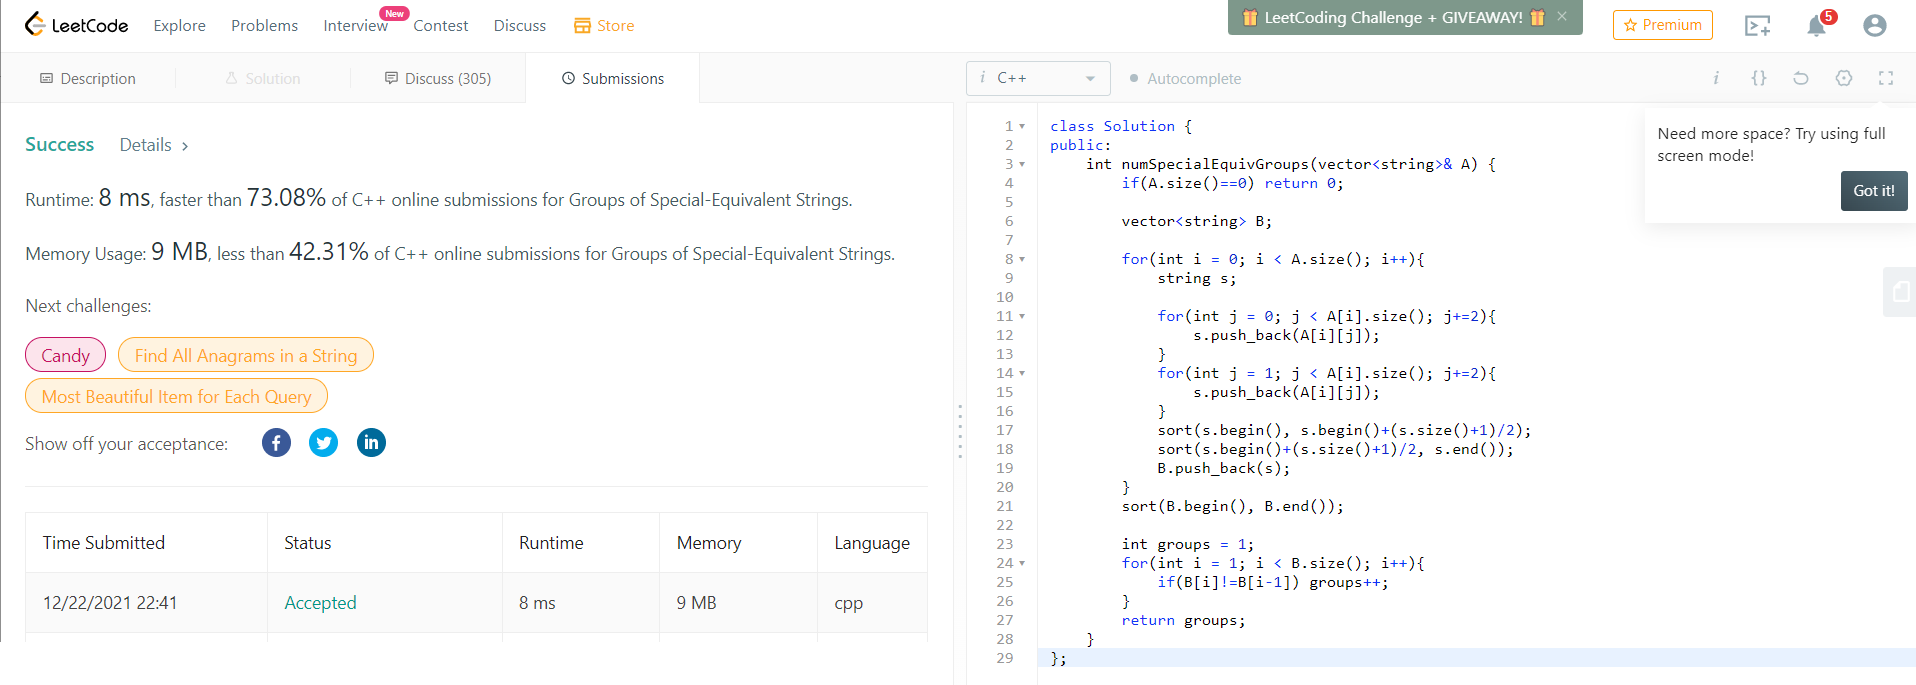 LeetCode Explore Problems Interview New Contest Discuss Store LeetCoding Challenge + GIVEAWAY! × Premium 5
Description Solution Discuss (305) Submissions
Success Details >
Runtime: 8 ms, faster than 73.08% of C++ online submissions for Groups of Special-Equivalent Strings.
Memory Usage: 9 MB, less than 42.31% of C++ online submissions for Groups of Special-Equivalent Strings.
Next challenges:
Candy Find All Anagrams in a String
Most Beautiful Item for Each Query
Show off your acceptance:
Time Submitted Status Runtime Memory Language
12/22/2021 22:41 Accepted 8 ms 9 MB cpp
i C++ Autocomplete i {}
Need more space? Try using full
screen mode!
Got it!
1 class Solution {
2 public:
3 int numSpecialEquivGroups(vector<string>& A) {
4 if(A.size()==0) return 0;
5
6 vector<string> B;
7
8 for(int i = 0; i < A.size(); i++){
9 string s;
10
11 for(int j = 0; j < A[i].size(); j+=2){
12 s.push_back(A[i][j]);
13 }
14 for(int j = 1; j < A[i].size(); j+=2){
15 s.push_back(A[i][j]);
16 }
17 sort(s.begin(), s.begin()+(s.size()+1)/2);
18 sort(s.begin()+(s.size()+1)/2, s.end());
19 B.push_back(s);
20 }
21 sort(B.begin(), B.end());
22
23 int groups = 1;
24 for(int i = 1; i < B.size(); i++){
25 if(B[i]!=B[i-1]) groups++;
26 }
27 return groups;
28 }
29 };